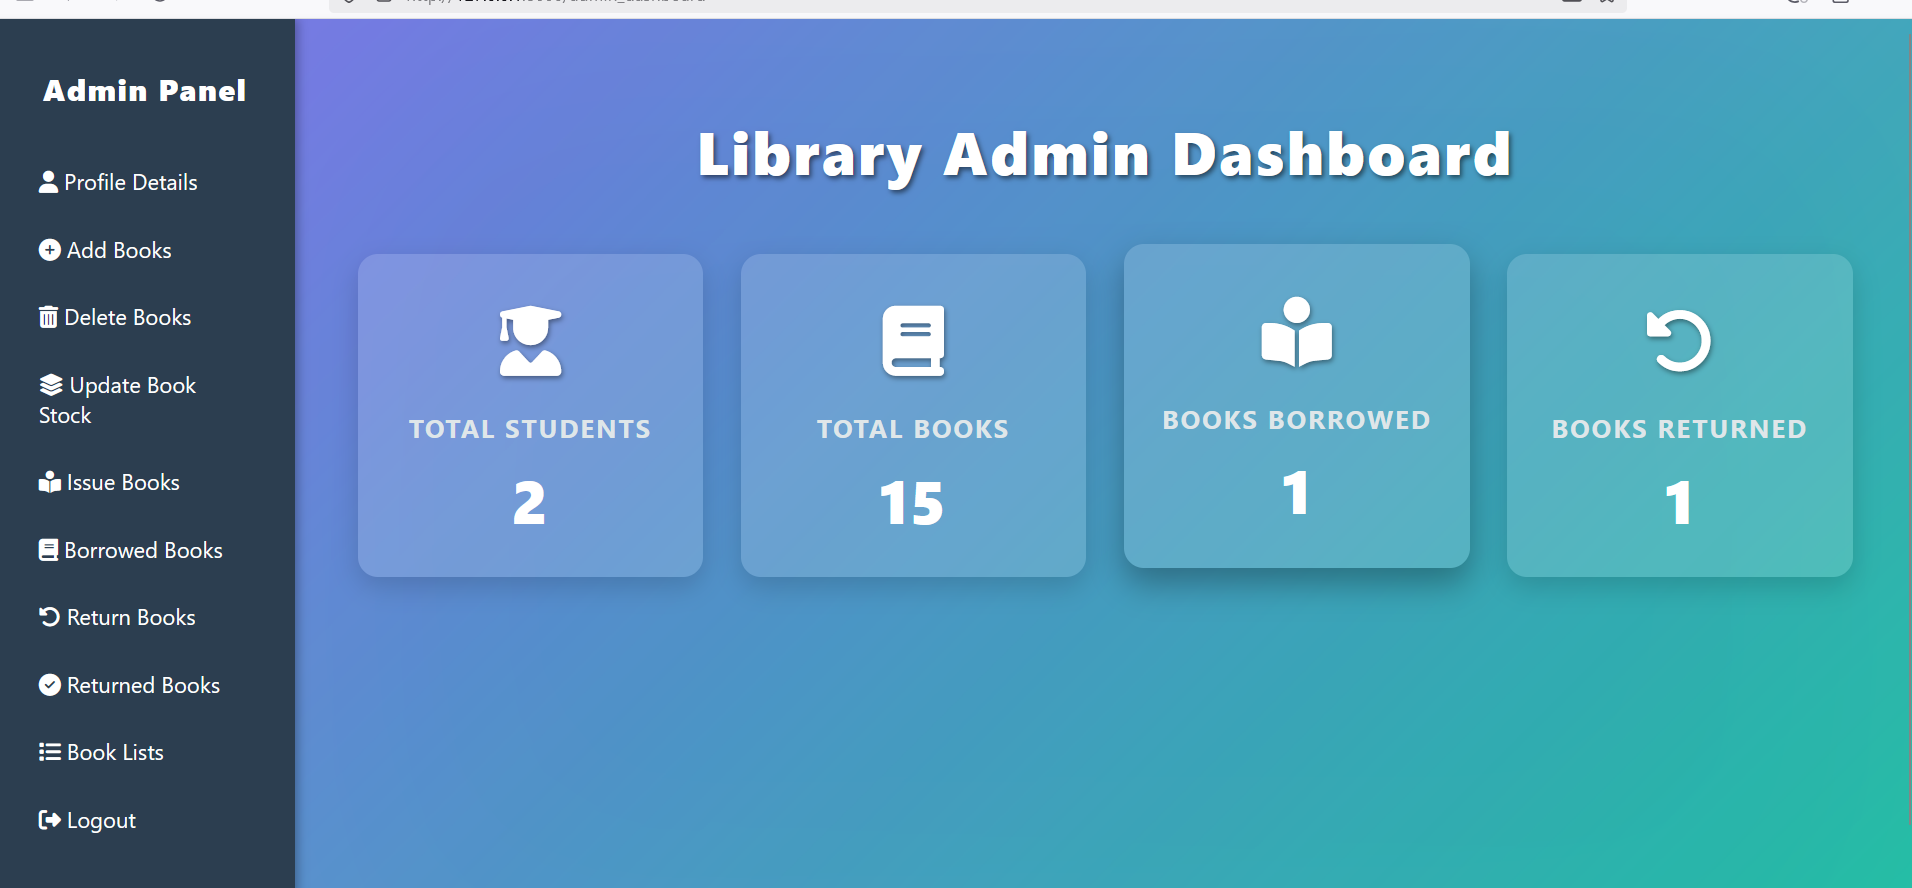 Admin Panel
Profile Details
Add Books
Delete Books
Update Book
Stock
Issue Books
Borrowed Books
Return Books
Returned Books
Book Lists
Logout
Library Admin Dashboard
TOTAL STUDENTS
2
TOTAL BOOKS
15
BOOKS BORROWED
1
BOOKS RETURNED
1